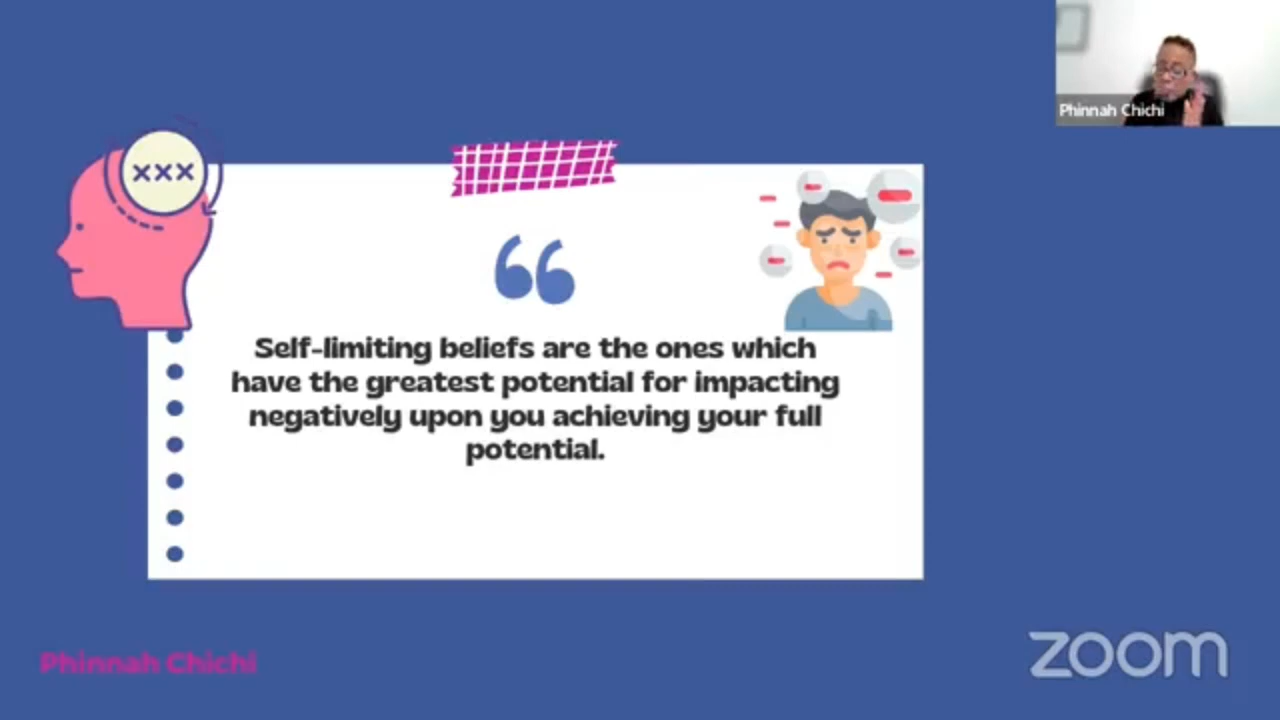 Phinnah Chichi
xxx
Self-limiting beliefs are the ones which
have the greatest potential for impacting
negatively upon you achieving your full
potential.
Phinnah Chichi
zoom